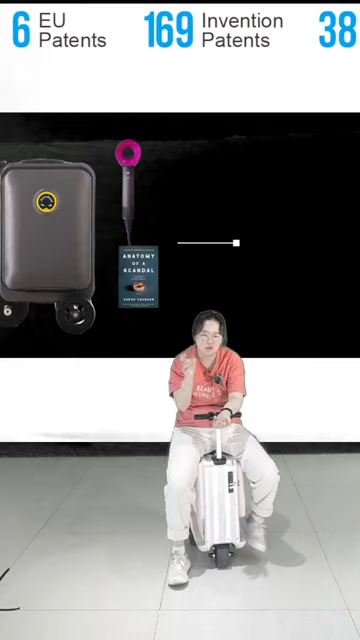 6 EU
Patents
169 Invention
Patents
38
ANATOMY
OF A
SCANDAL
SARAH VAUGHAN